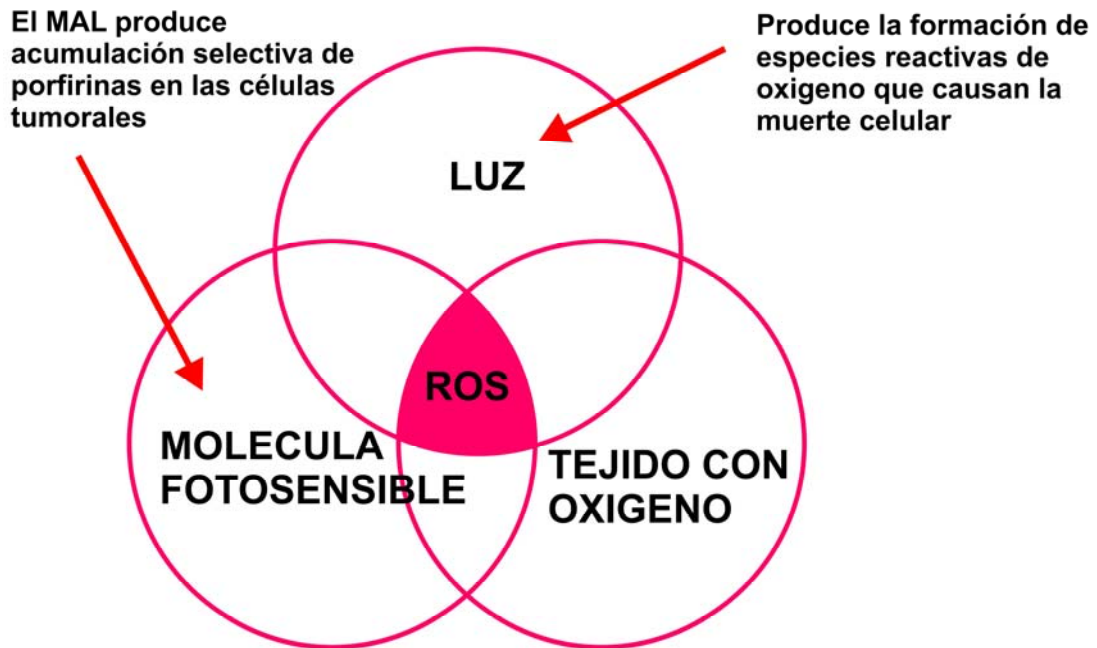 El MAL produce
acumulación selectiva de
porfirinas en las células
tumorales
Produce la formación de
especies reactivas de
oxigeno que causan la
muerte celular
LUZ
ROS
MOLECULA
FOTOSENSIBLE
TEJIDO CON
OXIGENO